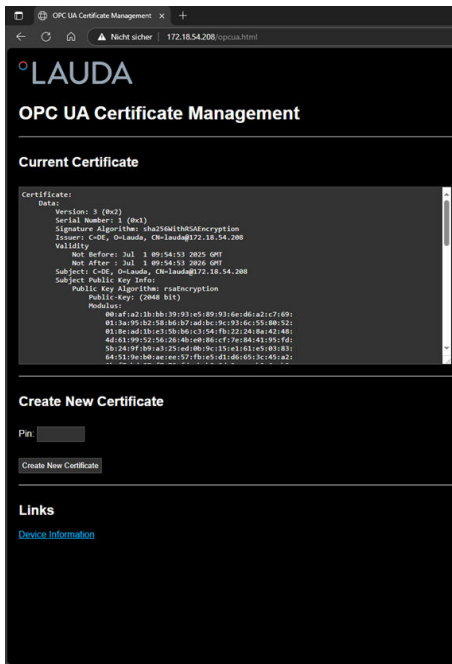 OPC UA Certificate Management
Nicht sicher 172.18.54.208/opcua.html
°LAUDA
OPC UA Certificate Management
Current Certificate
Certificate:
Data:
Version: 3 (0x2)
Serial Number: 1 (0x1)
Signature Algorithm: sha256WithRSAEncryption
Issuer: C=DE, O=Lauda, CN=lauda@172.18.54.208
Validity
Not Before: Jul 1 09:54:53 2025 GMT
Not After : Jul 1 09:54:53 2026 GMT
Subject: C=DE, O=Lauda, CN=lauda@172.18.54.208
Subject Public Key Info:
Public Key Algorithm: rsaEncryption
Public-Key: (2048 bit)
Modulus:
00:af:a2:1b:bb:39:93:e5:89:93:6e:d6:a2:c7:69:
01:3a:95:b2:58:b6:b7:ad:bc:9c:93:6c:55:80:52:
01:8e:ad:1b:e3:5b:b6:c3:54:fb:22:24:8a:42:48:
4d:61:99:52:56:26:4b:e0:86:cf:7e:84:41:95:fd:
5b:24:9f:b9:a3:25:ed:0b:9c:15:e1:61:e5:03:83:
64:51:9e:b0:ae:ee:57:fb:e5:d1:d6:65:3c:45:a2:
Create New Certificate
Pin:
Create New Certificate
Links
Device Information